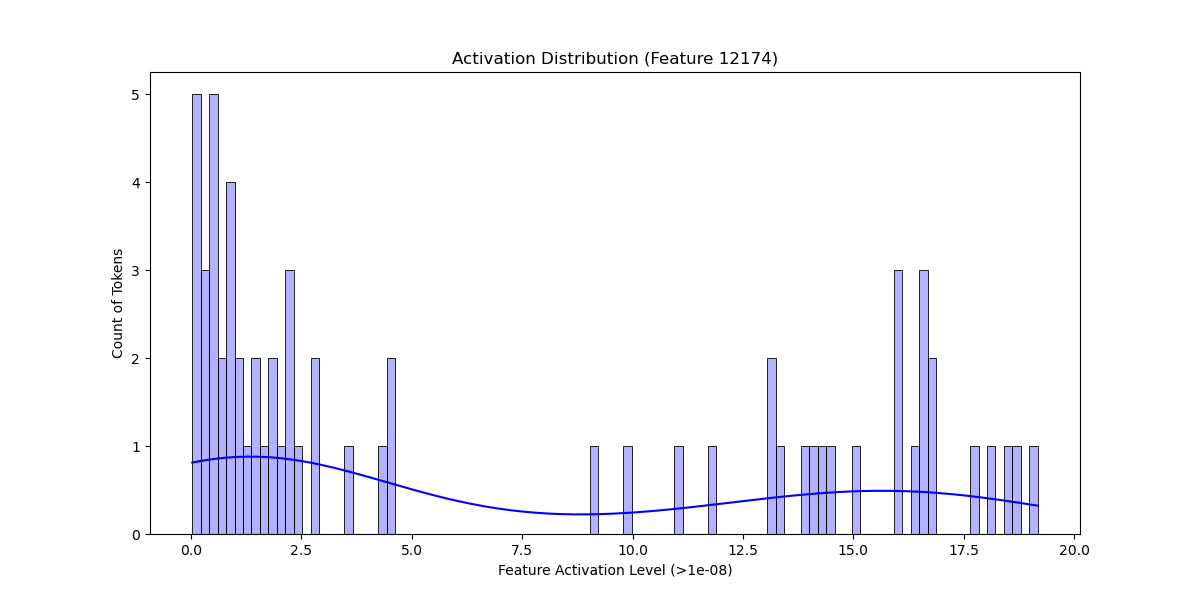 Activation Distribution (Feature 12174)
Count of Tokens
5
4
3
2
1
0
0.0 2.5 5.0 7.5 10.0 12.5 15.0 17.5 20.0
Feature Activation Level (>1e-08)